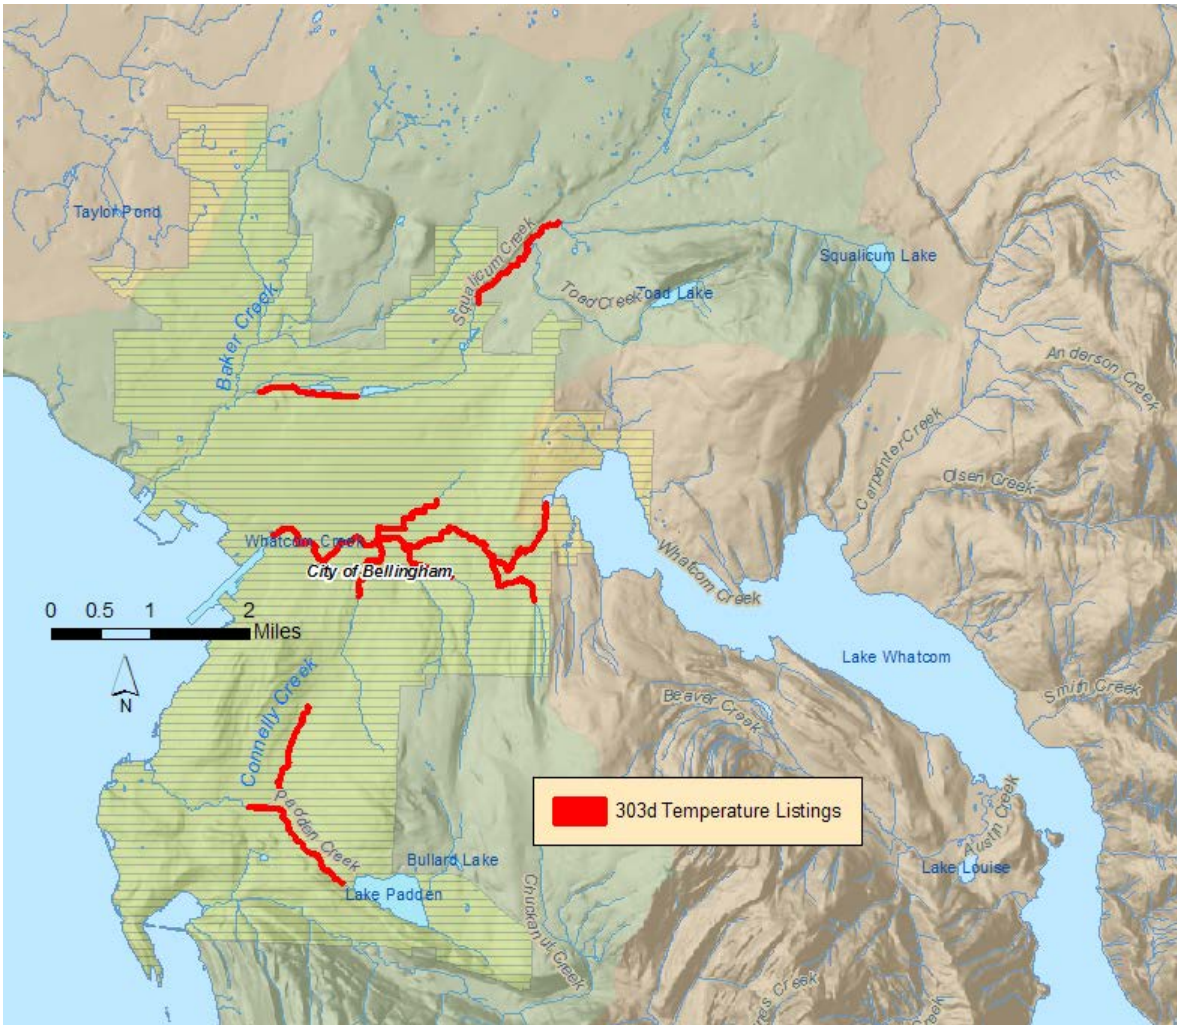 Taylor Pond
Squalicum Creek
Squalicum Lake
Toad Creek
Toad Lake
Baker Creek
Anderson Creek
Carpenter Creek
Olsen Creek
Whatcom Creek
Whatcom Creek
City of Bellingham
0 0.5 1 2
Miles
N
Lake Whatcom
Smith Creek
Beaver Creek
Connelly Creek
303d Temperature Listings
Padden Creek
Austin Creek
Bullard Lake
Lake Louise
Lake Padden
Chuckanut Creek
Creek
Creek